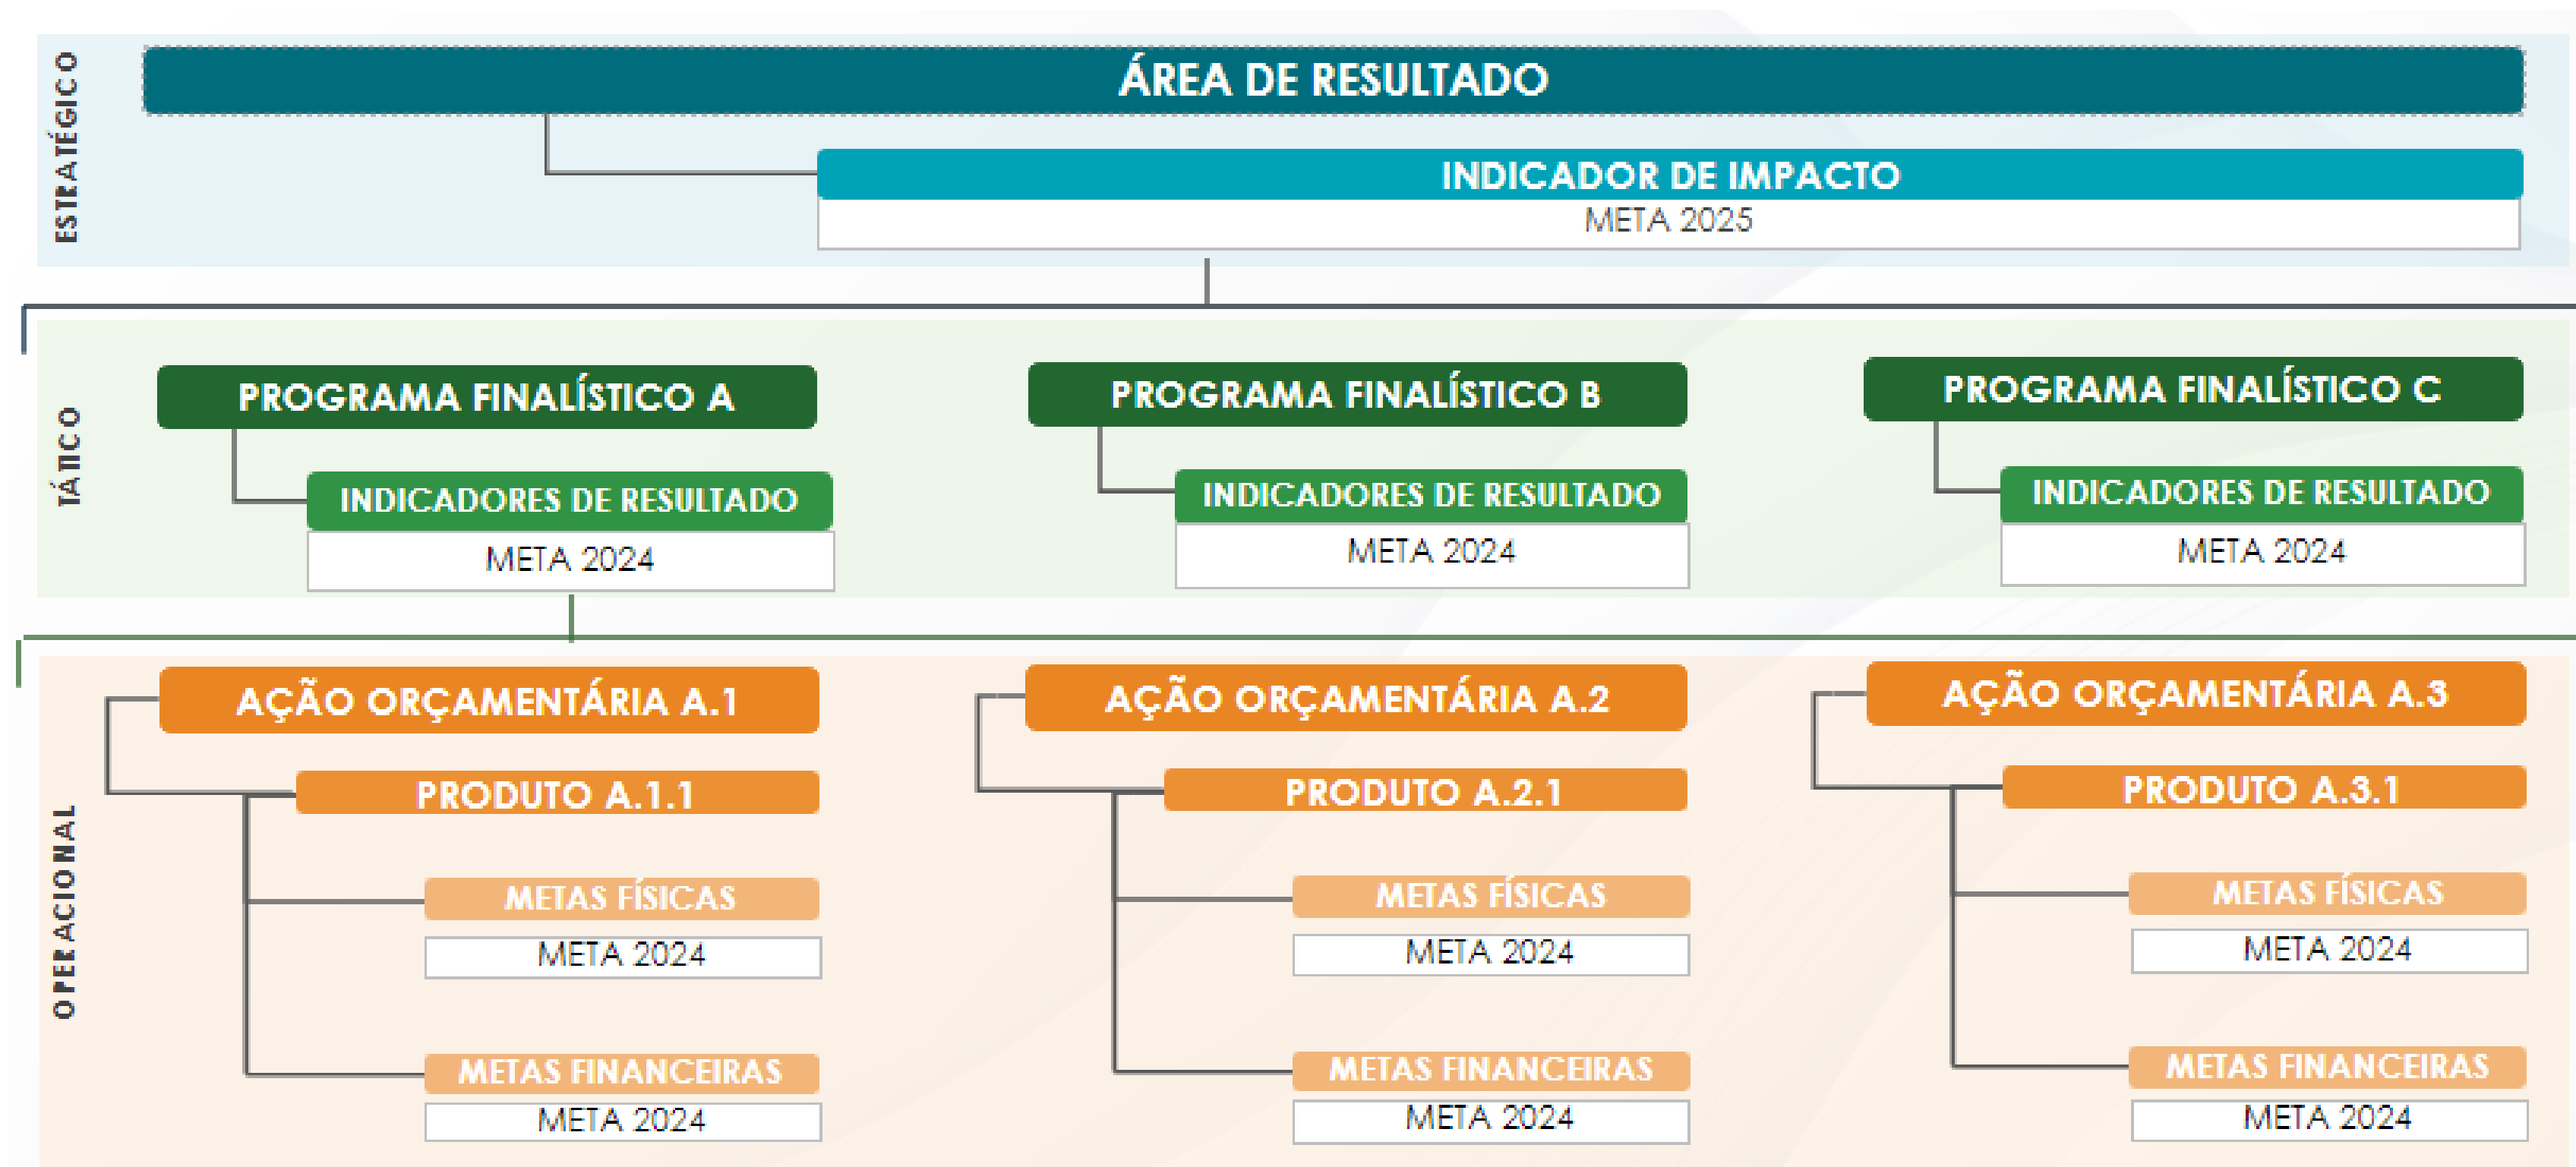 ESTRATÉGICO
ÁREA DE RESULTADO
INDICADOR DE IMPACTO
META 2025
TÁTICO
PROGRAMA FINALÍSTICO A
PROGRAMA FINALÍSTICO B
PROGRAMA FINALÍSTICO C
INDICADORES DE RESULTADO
INDICADORES DE RESULTADO
INDICADORES DE RESULTADO
META 2024
META 2024
META 2024
OPERACIONAL
AÇÃO ORÇAMENTÁRIA A.1
AÇÃO ORÇAMENTÁRIA A.2
AÇÃO ORÇAMENTÁRIA A.3
PRODUTO A.1.1
PRODUTO A.2.1
PRODUTO A.3.1
METAS FÍSICAS
METAS FÍSICAS
METAS FÍSICAS
META 2024
META 2024
META 2024
METAS FINANCEIRAS
METAS FINANCEIRAS
METAS FINANCEIRAS
META 2024
META 2024
META 2024